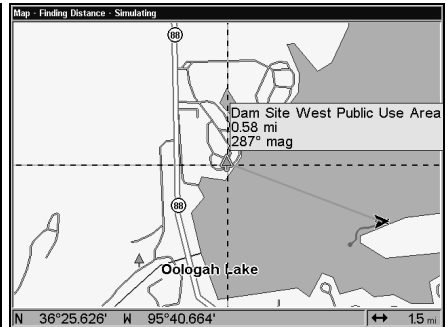 Map - Finding Distance - Simulating
88
Dam Site West Public Use Area
0.58 mi
287° mag
88
Oologah Lake
N 36°25.626' W 95°40.664' ↔ 1.5 mi